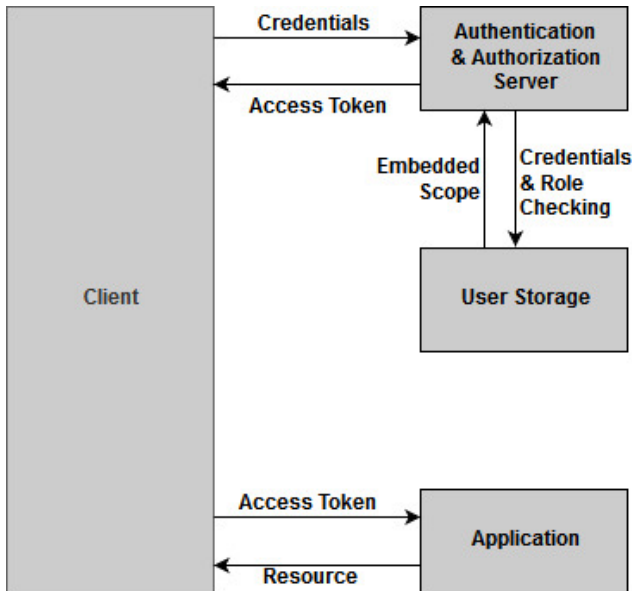 Credentials
Authentication
& Authorization
Server
Access Token
Embedded
Scope
Credentials
& Role
Checking
Client
User Storage
Access Token
Application
Resource